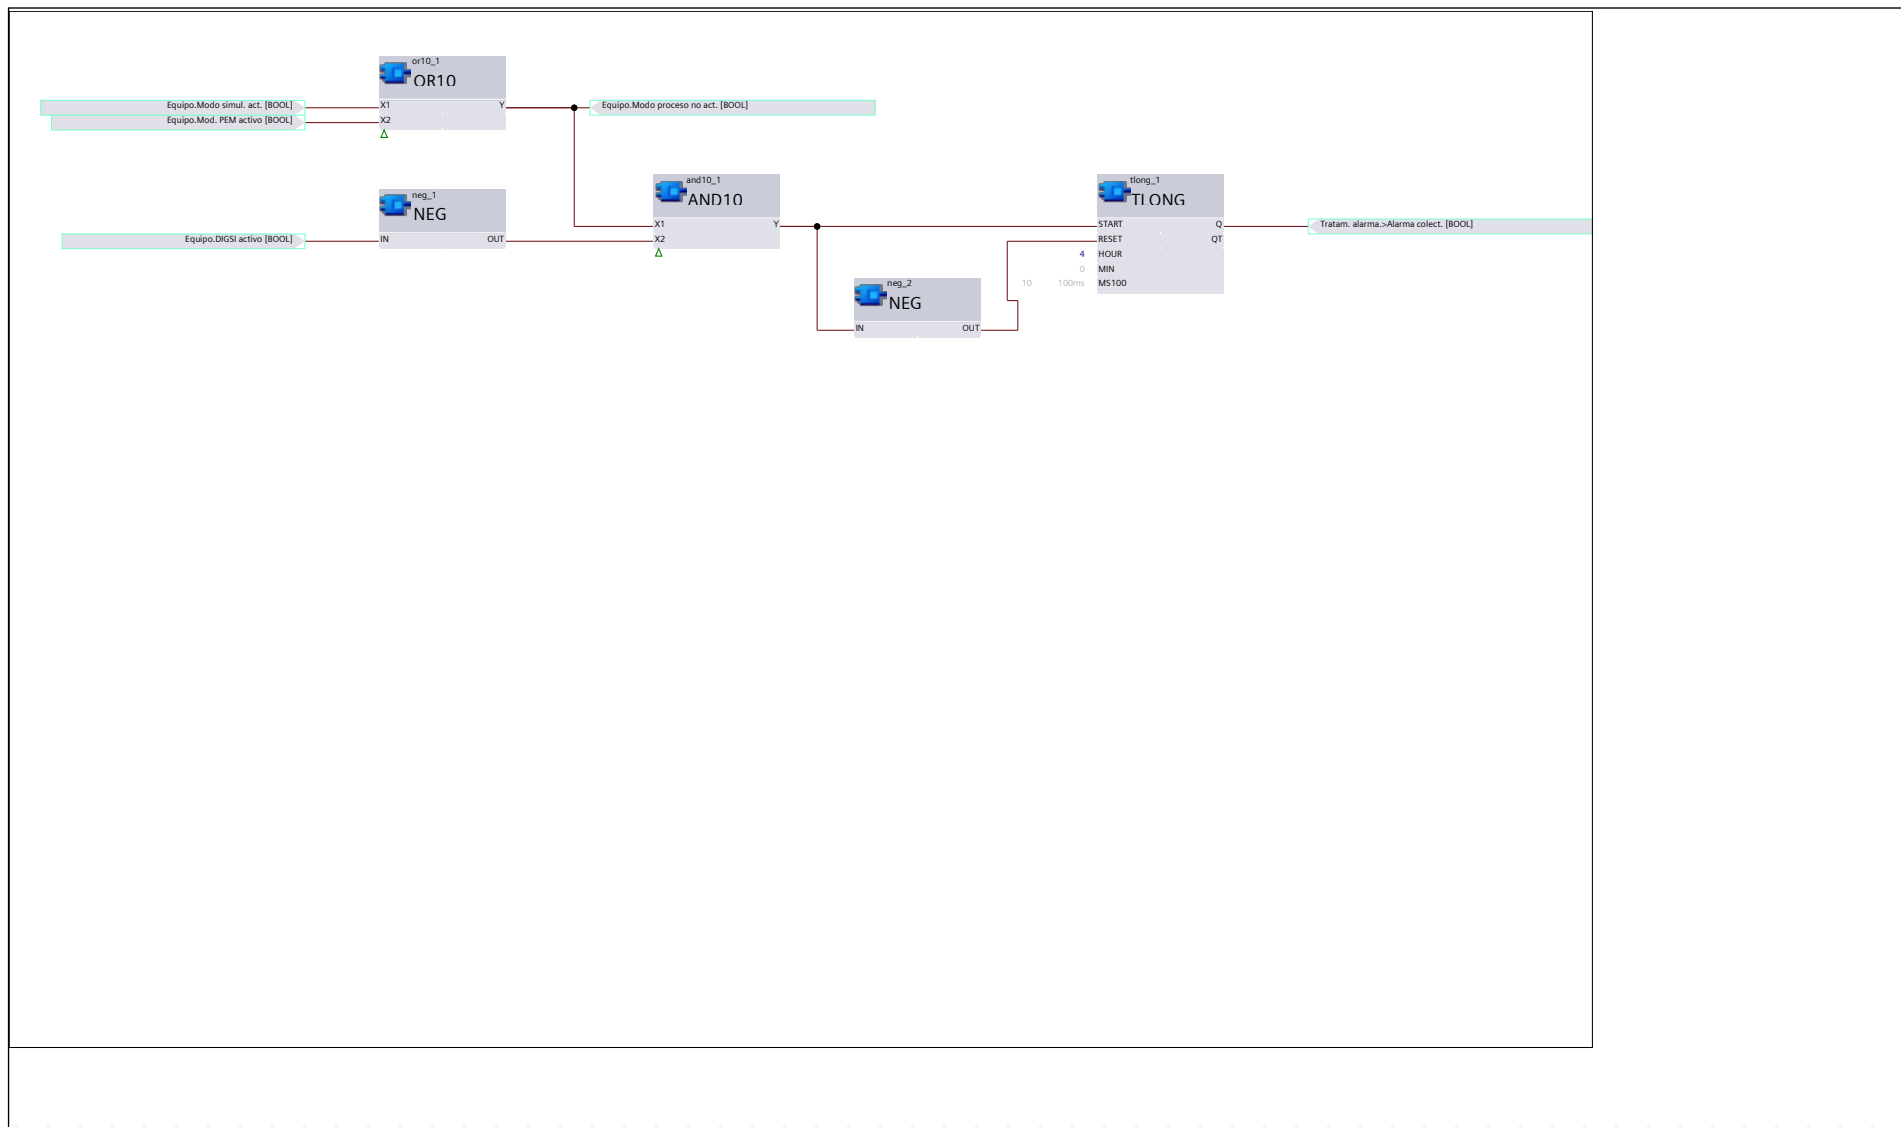 or10_1
OR10
Equipo.Modo simul. act. [BOOL]
X1
Y
Equipo.Modo proceso no act. [BOOL]
Equipo.Mod. PEM activo [BOOL]
X2
and10_1
AND10
tlong_1
TLONG
neg_1
NEG
X1
Y
START
Q
Tratam. alarma.>Alarma colect. [BOOL]
Equipo.DIGSI activo [BOOL]
IN
OUT
X2
RESET
QT
4
HOUR
0
MIN
neg_2
NEG
10
100ms
MS100
IN
OUT